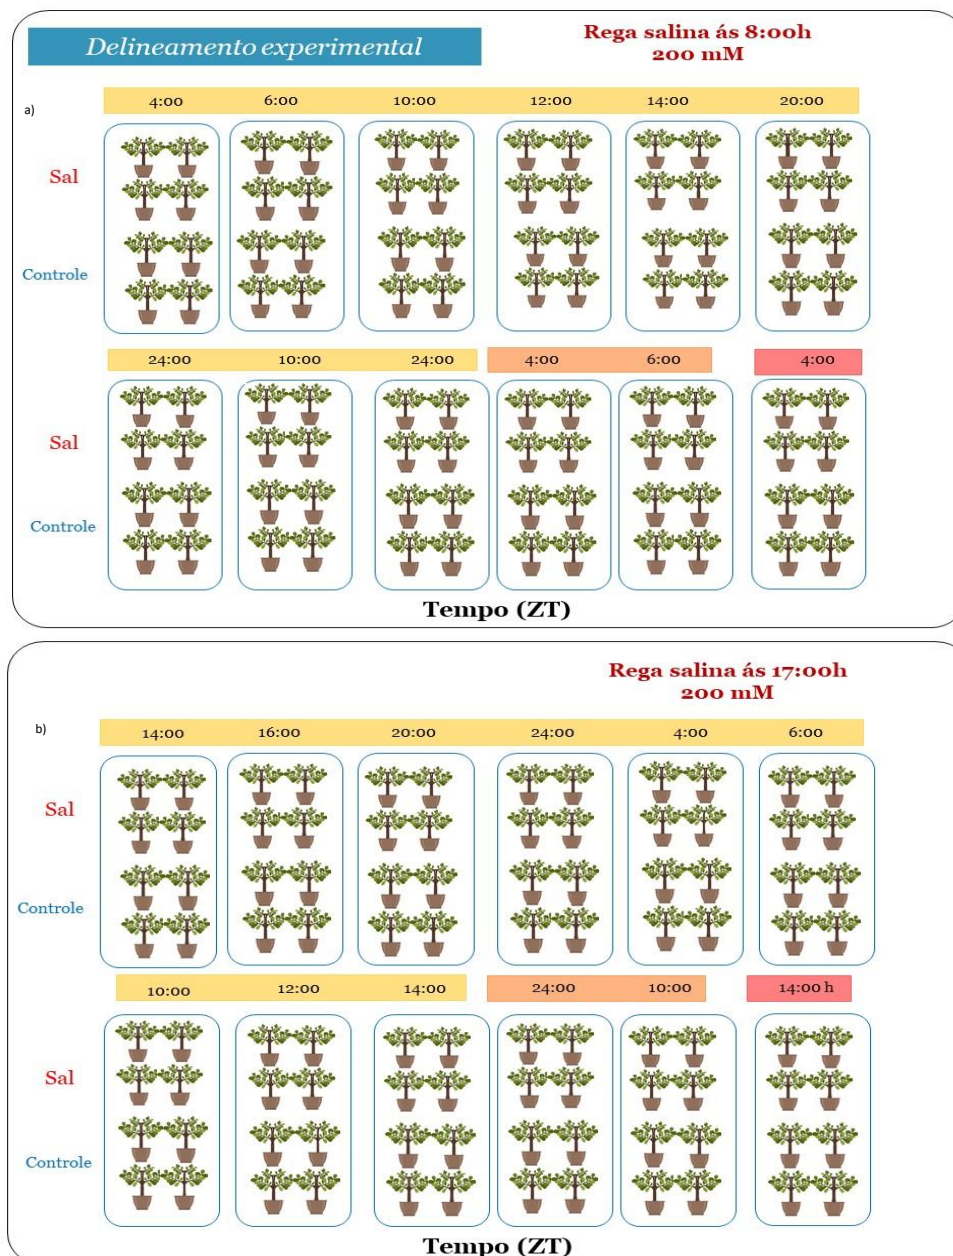 Delineamento experimental
Rega salina ás 8:00h
200 mM
a)
4:00 6:00 10:00 12:00 14:00 20:00
Sal
Controle
24:00 10:00 24:00 4:00 6:00 4:00
Sal
Controle
Tempo (ZT)
Rega salina ás 17:00h
200 mM
b)
14:00 16:00 20:00 24:00 4:00 6:00
Sal
Controle
10:00 12:00 14:00 24:00 10:00 14:00 h
Sal
Controle
Tempo (ZT)